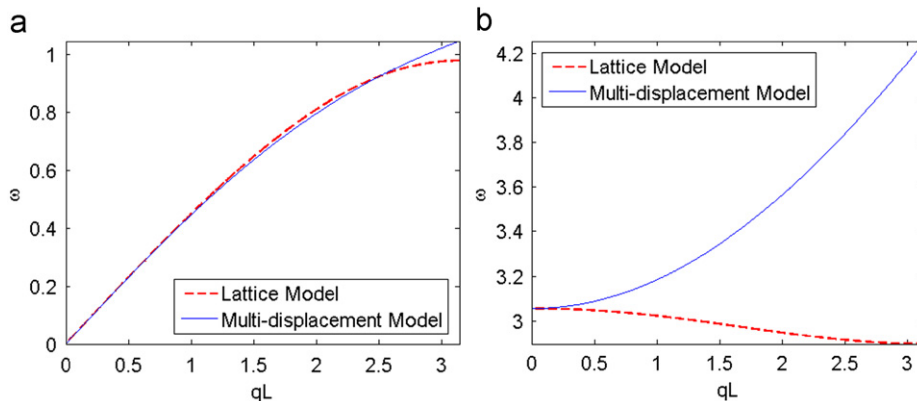 a
1
0.8
0.6
0.4
0.2
0
ω
0 0.5 1 1.5 2 2.5 3
qL
Lattice Model
Multi-displacement Model
b
4.2
4
3.8
3.6
3.4
3.2
3
ω
0 0.5 1 1.5 2 2.5 3
qL
Lattice Model
Multi-displacement Model